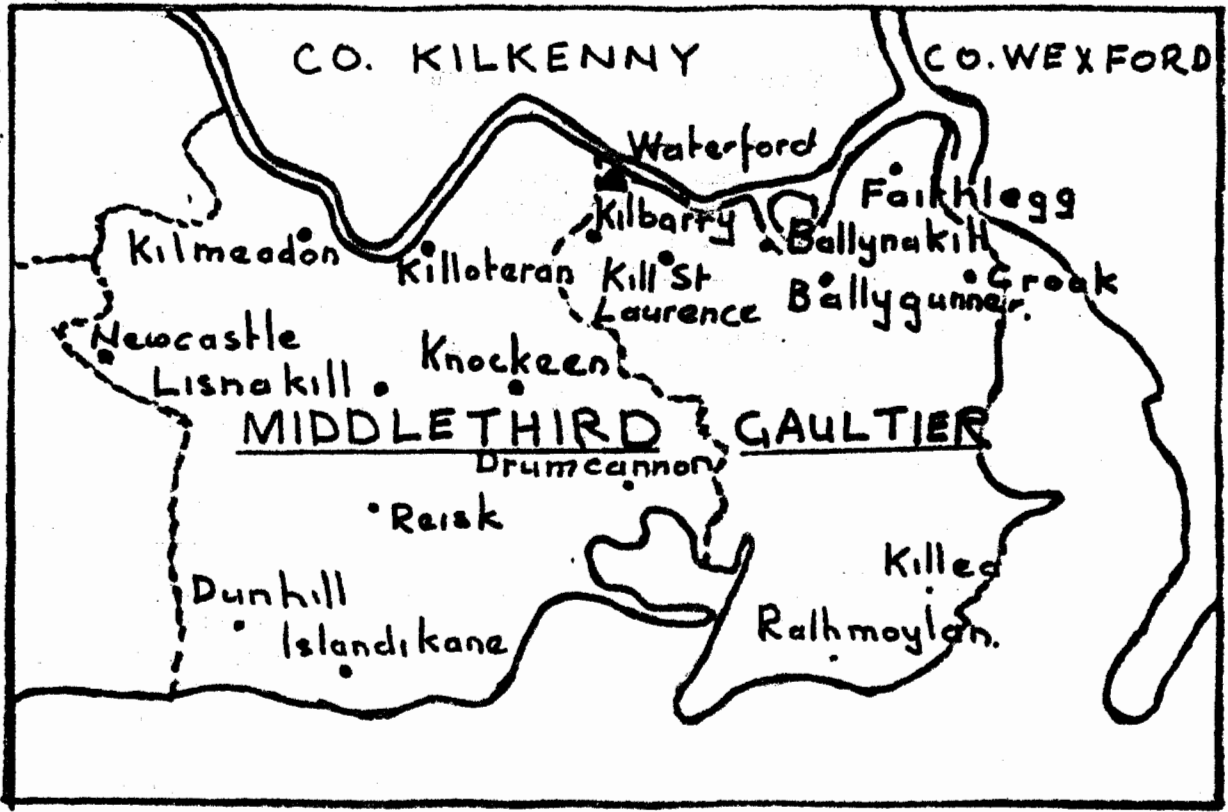 CO. KILKENNY
CO. WEXFORD
Waterford
Faithlegg
Kilbarry
Ballynakill
Kilmeadon
Killoteran
Kill St
Laurence
Crook
Ballygunner.
Newcastle
Knockeen
Lisnakill
MIDDLETHIRD
GAULTIER
Drumcannon
Reisk
Killea
Dunhill
Rathmoylan.
Islandikane